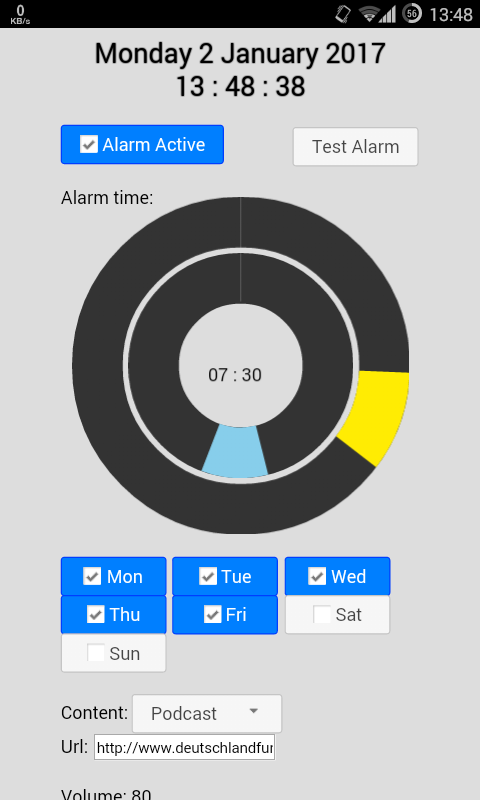 0
KB/s
56
13:48
Monday 2 January 2017
13 : 48 : 38
Alarm Active
Test Alarm
Alarm time:
07 : 30
Mon
Tue
Wed
Thu
Fri
Sat
Sun
Content: Podcast
Url: http://www.deutschlandfur
Volume: 80